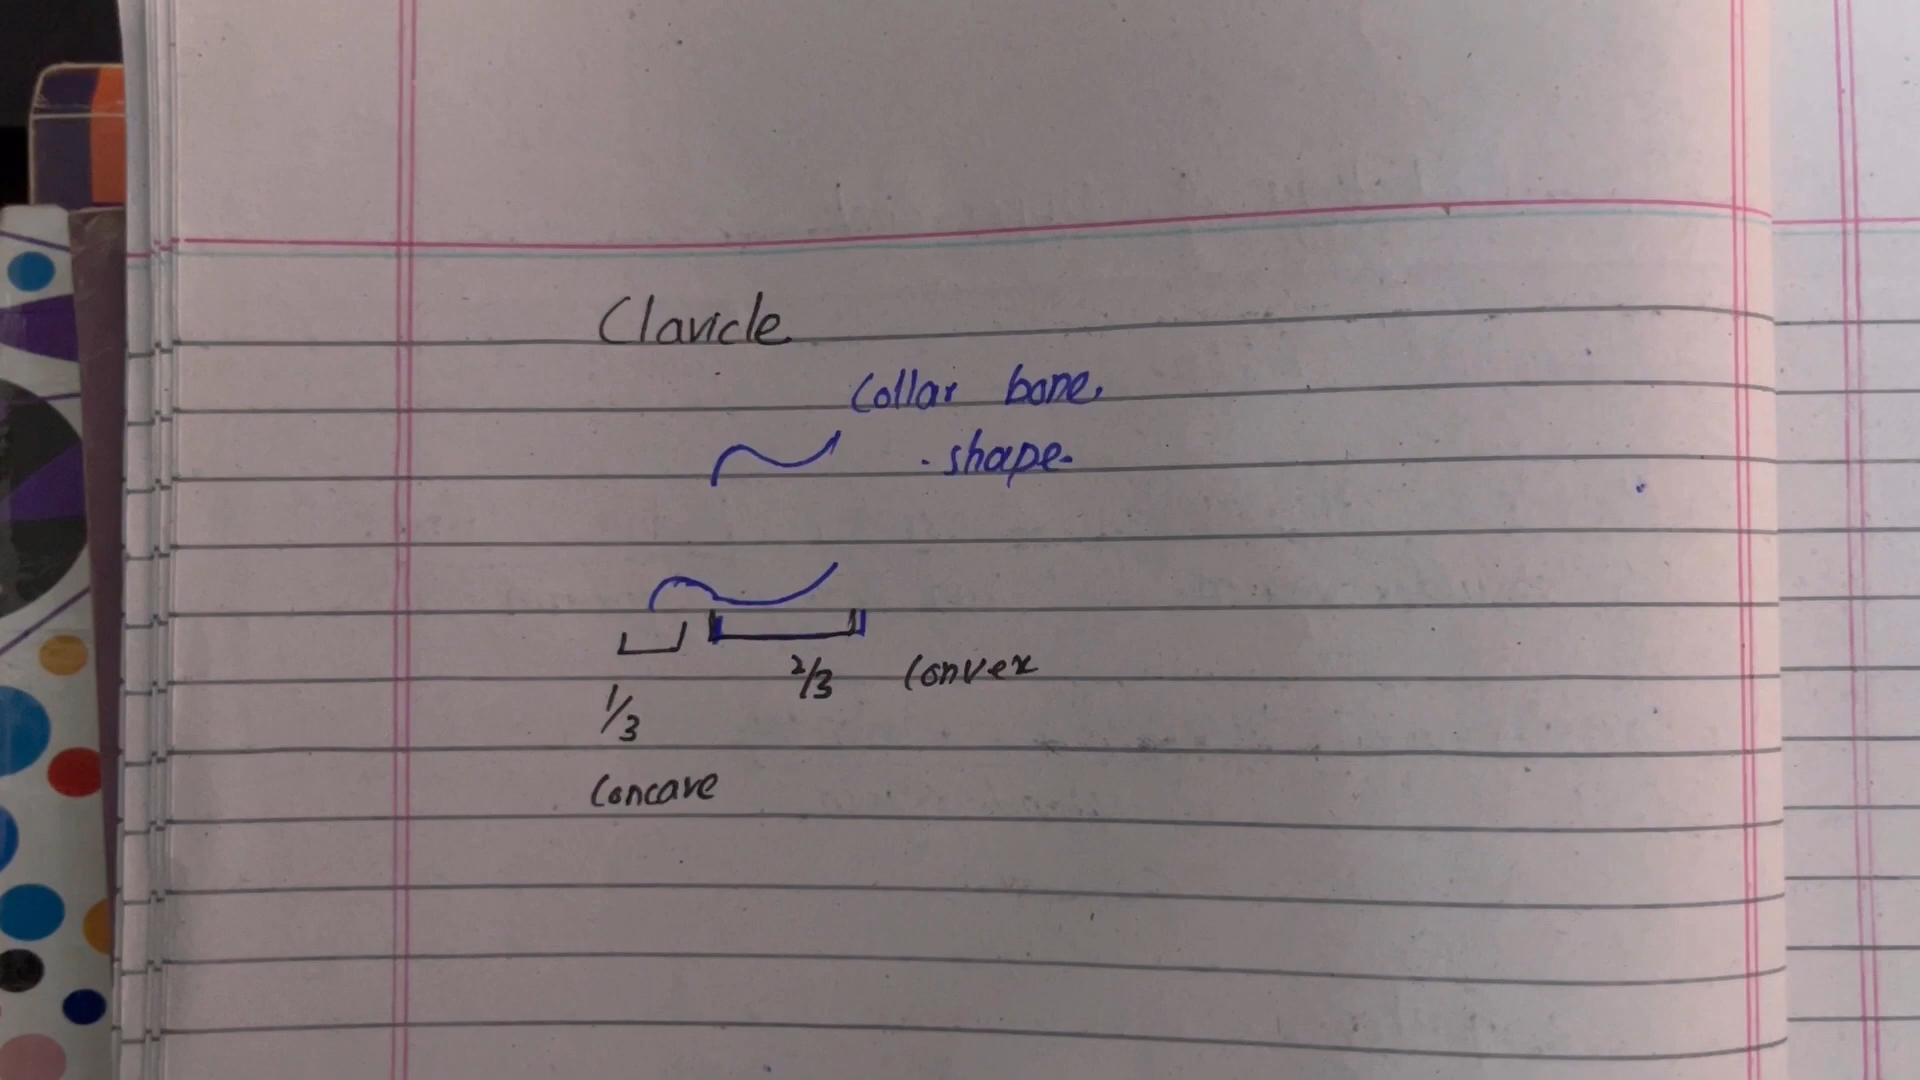 Clavicle
Collar bone.
. shape.
2/3 Convex
1/3
Concave